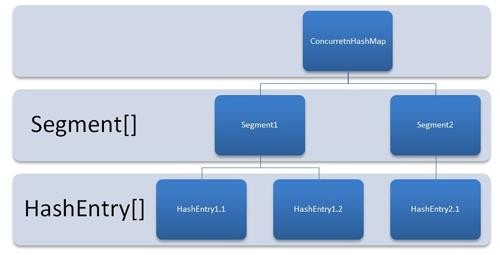 ConcurretnHashMap
Segment[]
Segment1
Segment2
HashEntry[]
HashEntry1.1
HashEntry1.2
HashEntry2.1